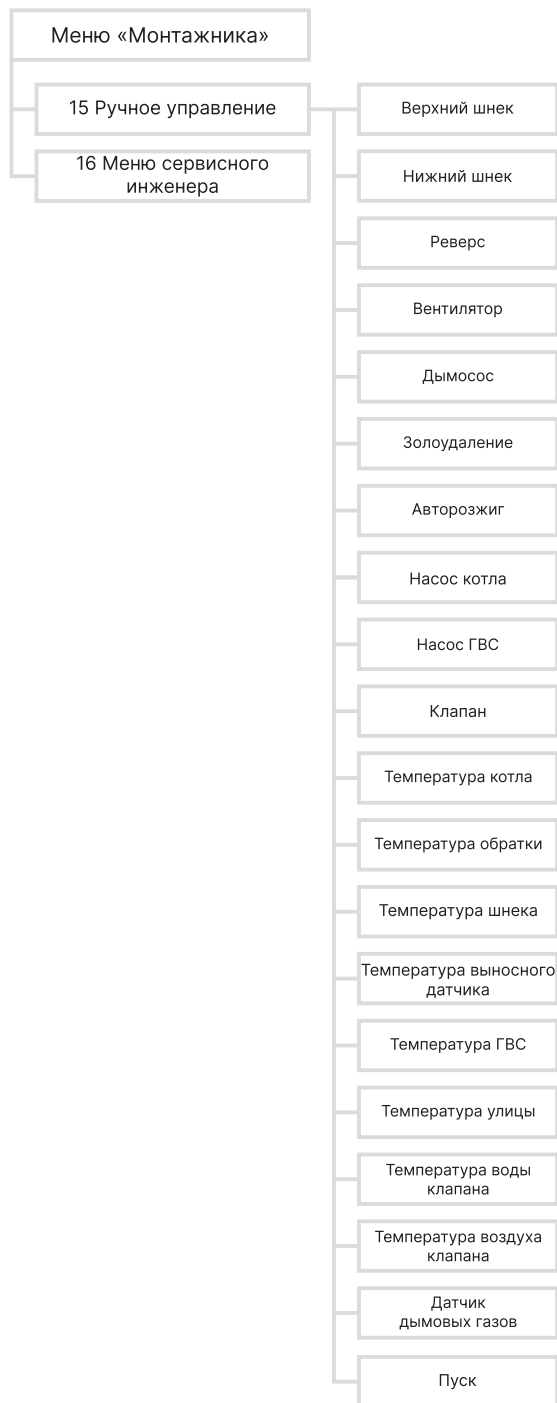 Меню «Монтажника»
15 Ручное управление
16 Меню сервисного
инженера
Верхний шнек
Нижний шнек
Реверс
Вентилятор
Дымосос
Золоудаление
Авторозжиг
Насос котла
Насос ГВС
Клапан
Температура котла
Температура обратки
Температура шнека
Температура выносного
датчика
Температура ГВС
Температура улицы
Температура воды
клапана
Температура воздуха
клапана
Датчик
дымовых газов
Пуск